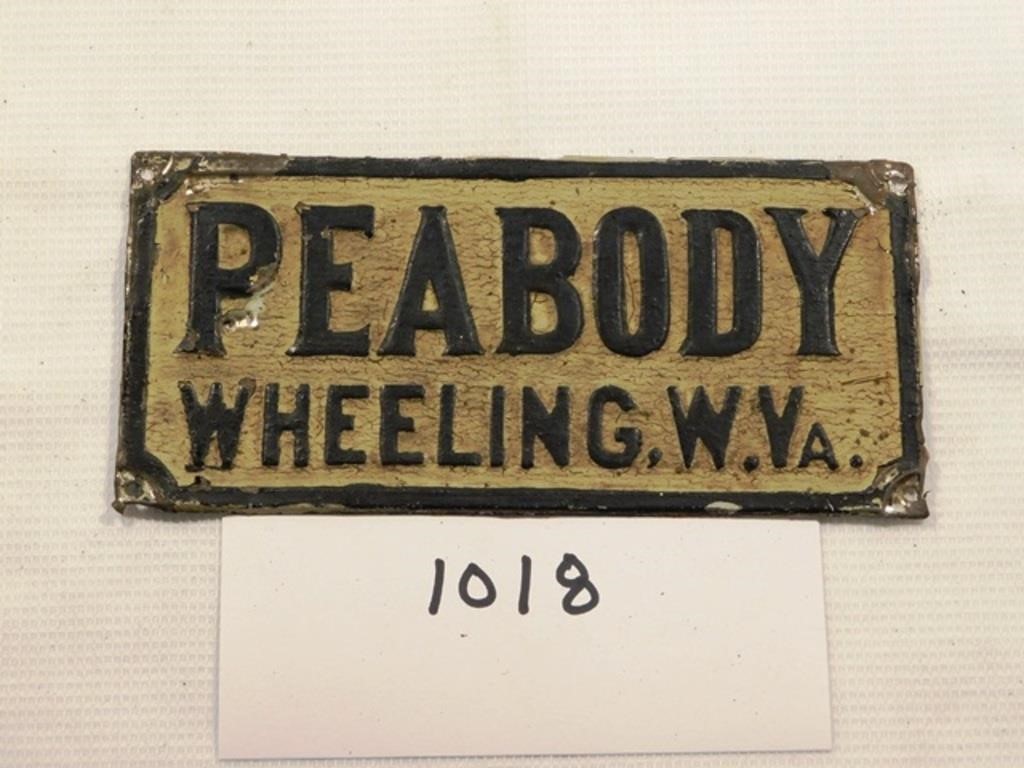 PEABODY
WHEELING, W.VA.
1018